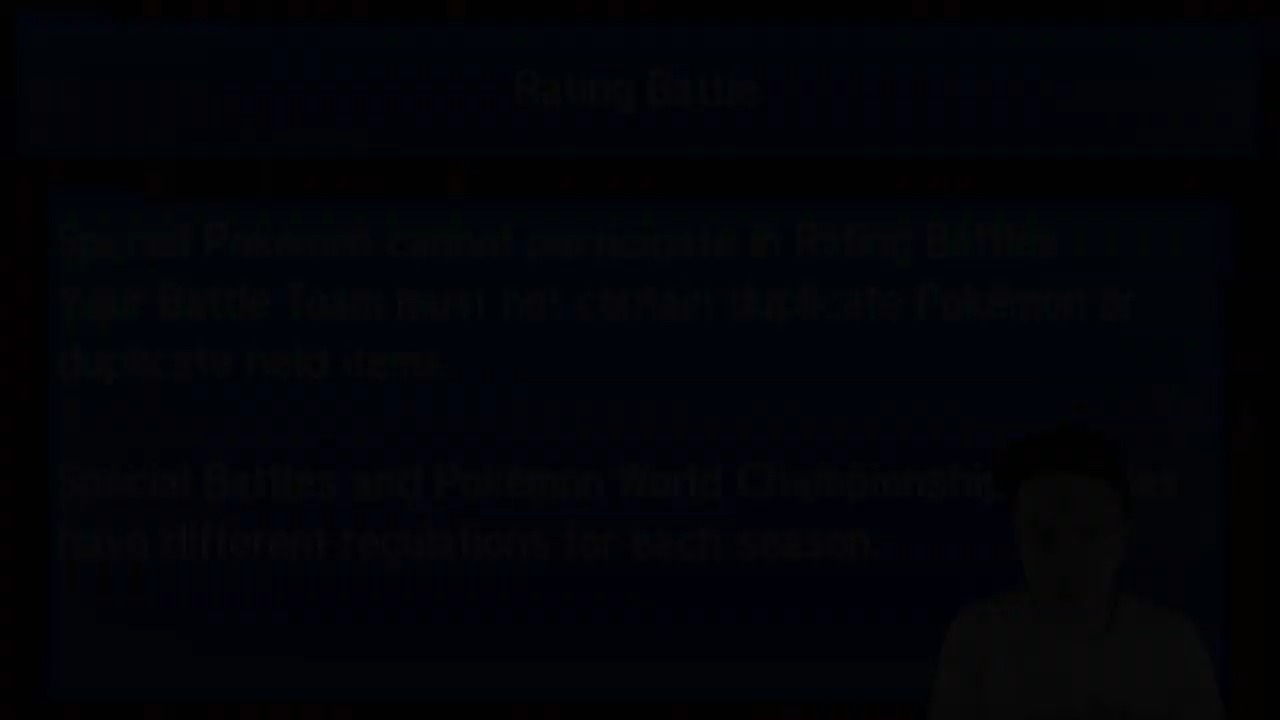 Rating Battle
Special Pokémon cannot participate in Rating Battles
Your Battle Team must not contain duplicate Pokémon or
duplicate held items.
Special Battles and Pokémon World Championship
have different regulations for each season.